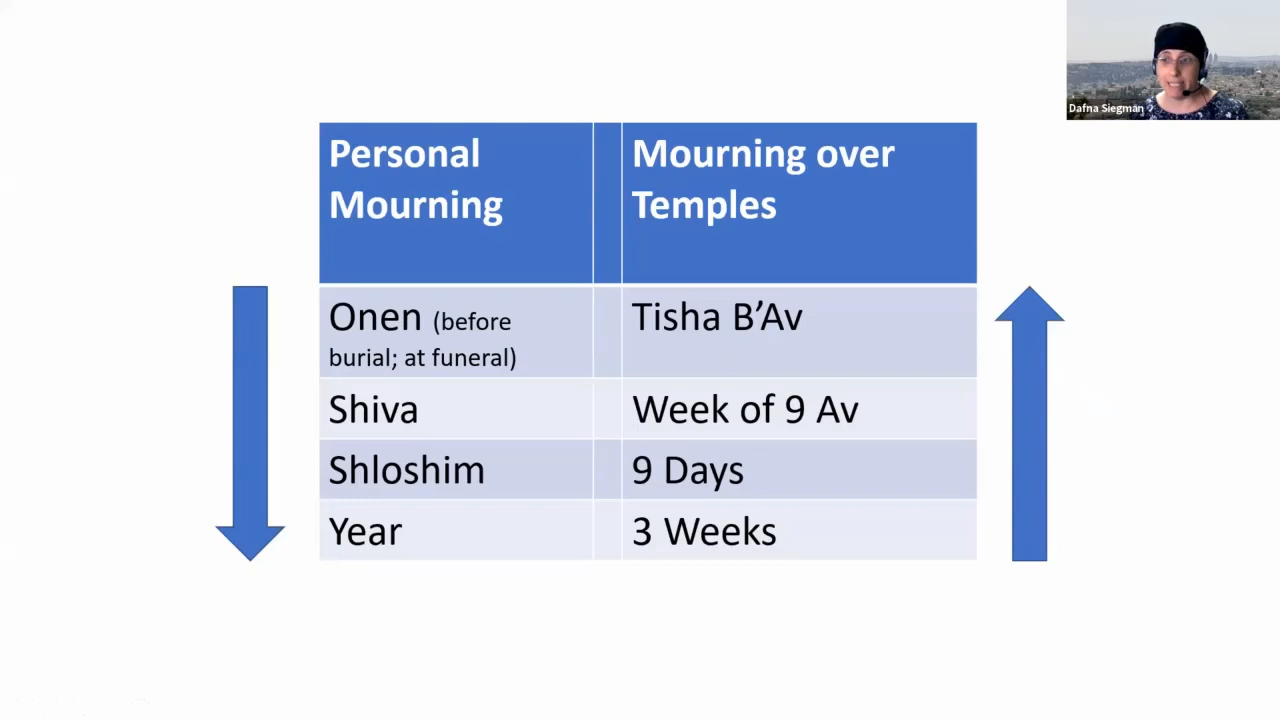 Dafna Siegman
Personal
Mourning
Mourning over
Temples
Onen (before
burial; at funeral)
Tisha B’Av
Shiva
Week of 9 Av
Shloshim
9 Days
Year
3 Weeks